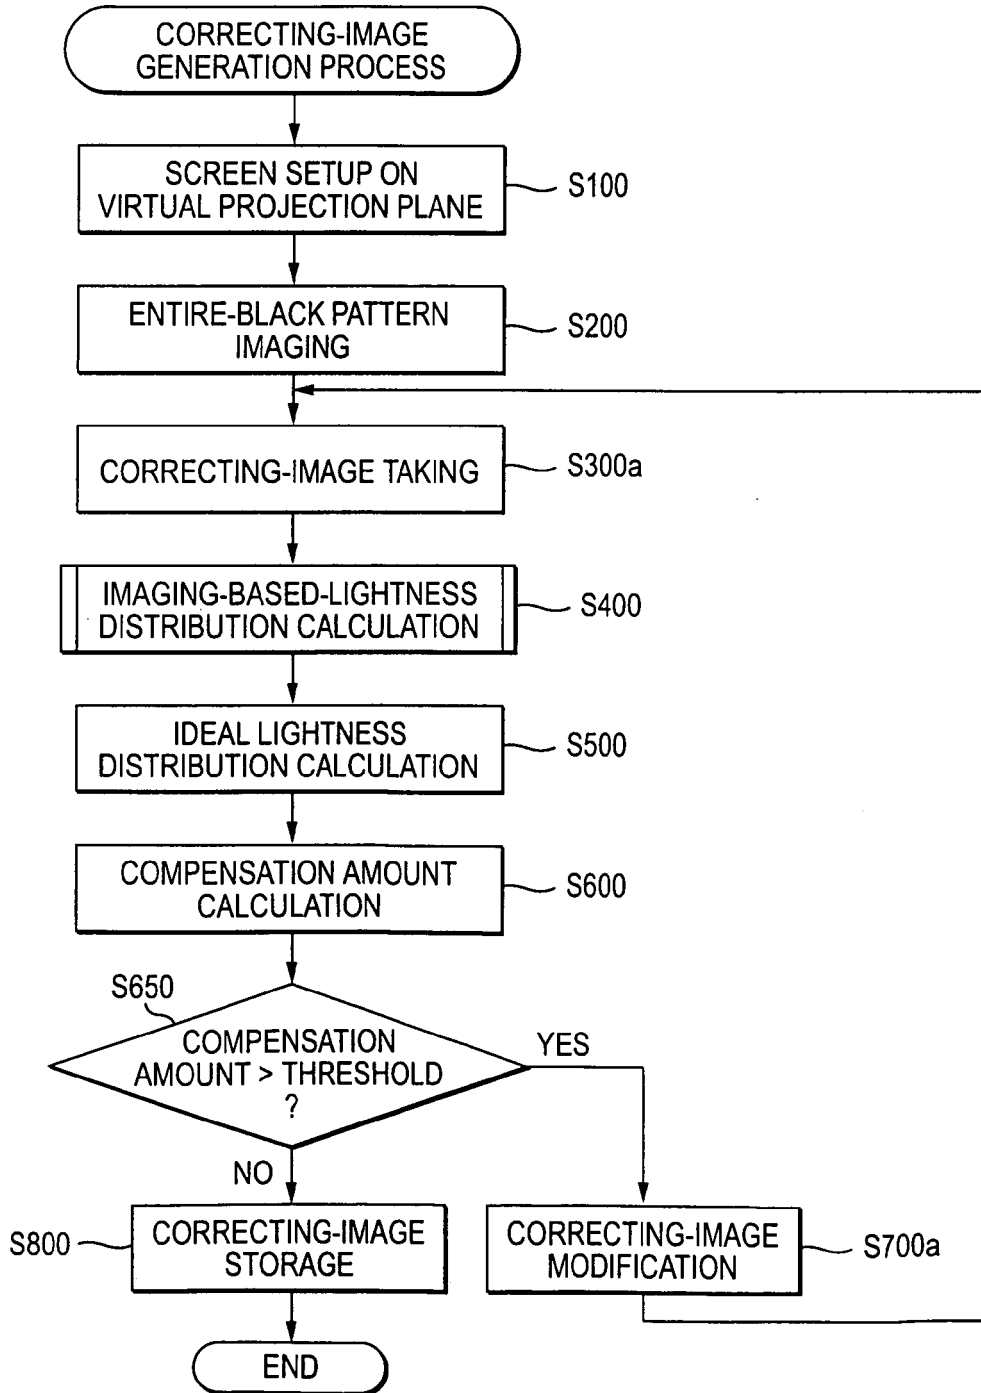 CORRECTING-IMAGE
GENERATION PROCESS
SCREEN SETUP ON
VIRTUAL PROJECTION PLANE
S100
ENTIRE-BLACK PATTERN
IMAGING
S200
CORRECTING-IMAGE TAKING
S300a
IMAGING-BASED-LIGHTNESS
DISTRIBUTION CALCULATION
S400
IDEAL LIGHTNESS
DISTRIBUTION CALCULATION
S500
COMPENSATION AMOUNT
CALCULATION
S600
S650
COMPENSATION
AMOUNT > THRESHOLD
?
YES
NO
S800
CORRECTING-IMAGE
STORAGE
CORRECTING-IMAGE
MODIFICATION
S700a
END